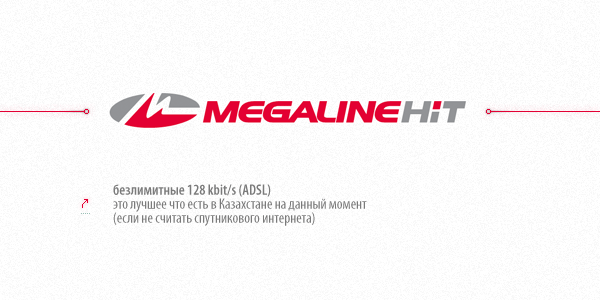 MEGALINE HiT
безлимитные 128 kbit/s (ADSL)
это лучшее что есть в Казахстане на данный момент
(если не считать спутникового интернета)